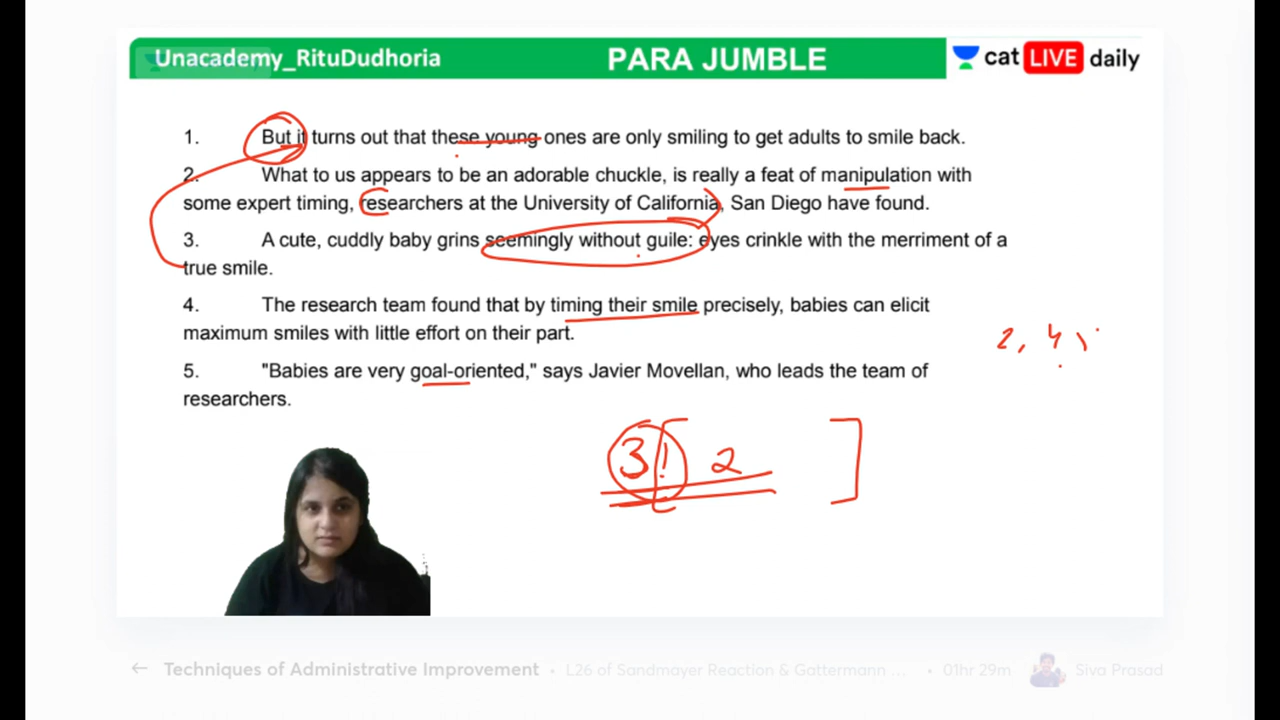 Unacademy_RituDudhoria PARA JUMBLE cat LIVE daily
1. But it turns out that these young ones are only smiling to get adults to smile back.
2. What to us appears to be an adorable chuckle, is really a feat of manipulation with
some expert timing, researchers at the University of California, San Diego have found.
3. A cute, cuddly baby grins seemingly without guile: eyes crinkle with the merriment of a
true smile.
4. The research team found that by timing their smile precisely, babies can elicit
maximum smiles with little effort on their part.
2, 4
5. "Babies are very goal-oriented," says Javier Movellan, who leads the team of
researchers.
3 [ 2 ]
← Techniques of Administrative Improvement • L26 of Sandmayer Reaction & Gattermann ... • 01hr 29m Siva Prasad